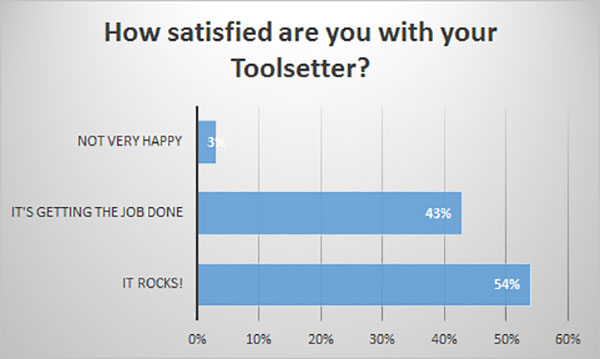 How satisfied are you with your
Toolsetter?
NOT VERY HAPPY
3%
IT'S GETTING THE JOB DONE
43%
IT ROCKS!
54%
0% 10% 20% 30% 40% 50% 60%